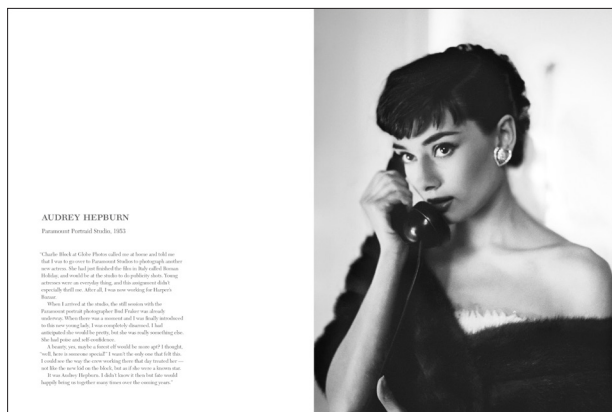 AUDREY HEPBURN
Paramount Portraid Studio, 1953
'Charlie Block at Globe Photos called me at home and told me
that I was to go over to Paramount Studios to photograph another
new actress. She had just finished the film in Italy called Roman
Holiday, and would be at the studio to do publicity shots. Young
actresses were an everyday thing, and this assignment didn't
especially thrill me. After all, I was now working for Harper's
Bazaar.
When I arrived at the studio, the still session with the
Paramount portrait photographer Bud Fraker was already
underway. When there was a moment and I was finally introduced
to this new young lady, I was completely disarmed. I had
anticipated she would be pretty, but she was really something else.
She had poise and self-confidence.
A beauty, yet, maybe a forest elf would be more apt? I thought,
'well, here is someone special!' I wasn't the only one that felt this.
I could see the way the crew working there that day treated her —
not like the new kid on the block, but as if she were a known star.
It was Audrey Hepburn. I didn't know it then but fate would
happily bring us together many times over the coming years.'